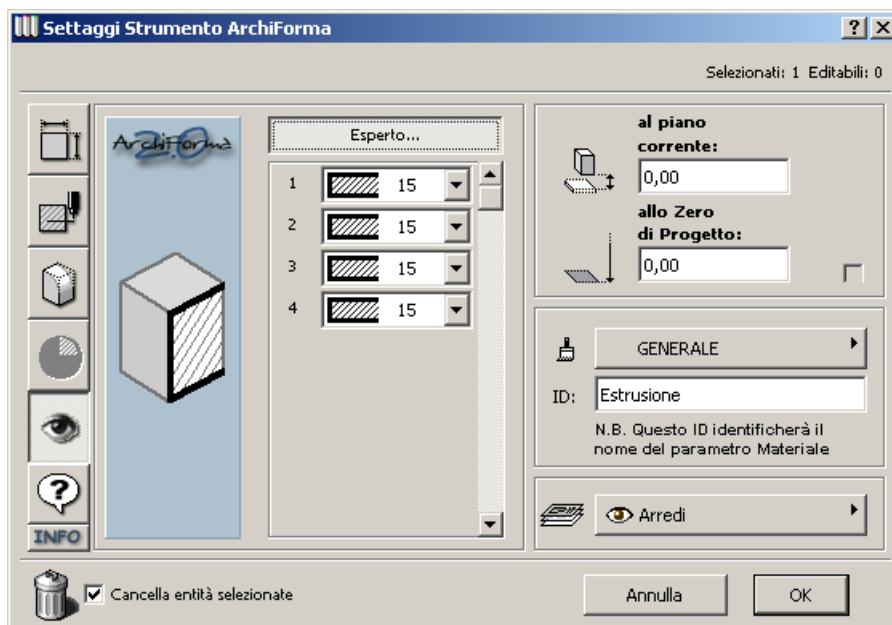 Settaggi Strumento ArchiForma
Selezionati: 1 Editabili: 0
ArchiForma
2.0
Esperto...
1 15
2 15
3 15
4 15
INFO
al piano
corrente:
0,00
allo Zero
di Progetto:
0,00
GENERALE
ID: Estrusione
N.B. Questo ID identificherà il
nome del parametro Materiale
Arredi
Cancella entità selezionate
Annulla
OK